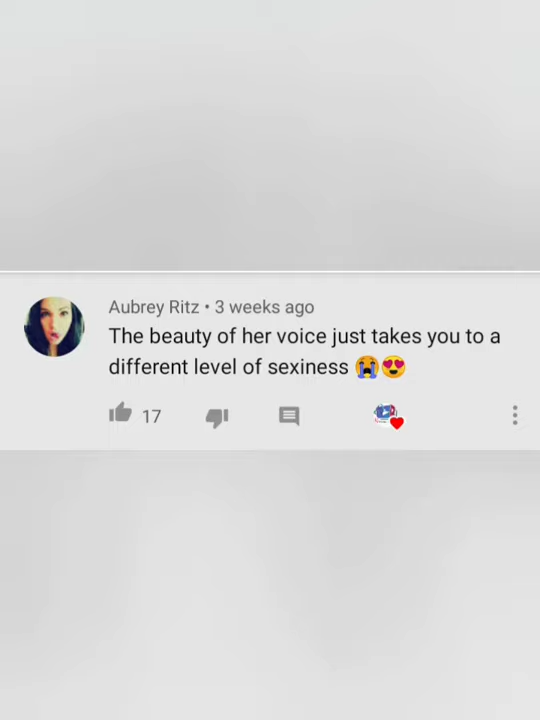 Aubrey Ritz • 3 weeks ago
The beauty of her voice just takes you to a
different level of sexiness 😭😍
17